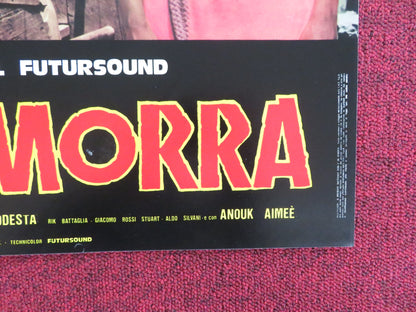 L FUTURSOUND
MORRA
ODESTA RIK BATTAGLIA - GIACOMO ROSSI STUART - ALDO SILVANI - e con ANOUK AIMEÈ
- TECHNICOLOR FUTURSOUND